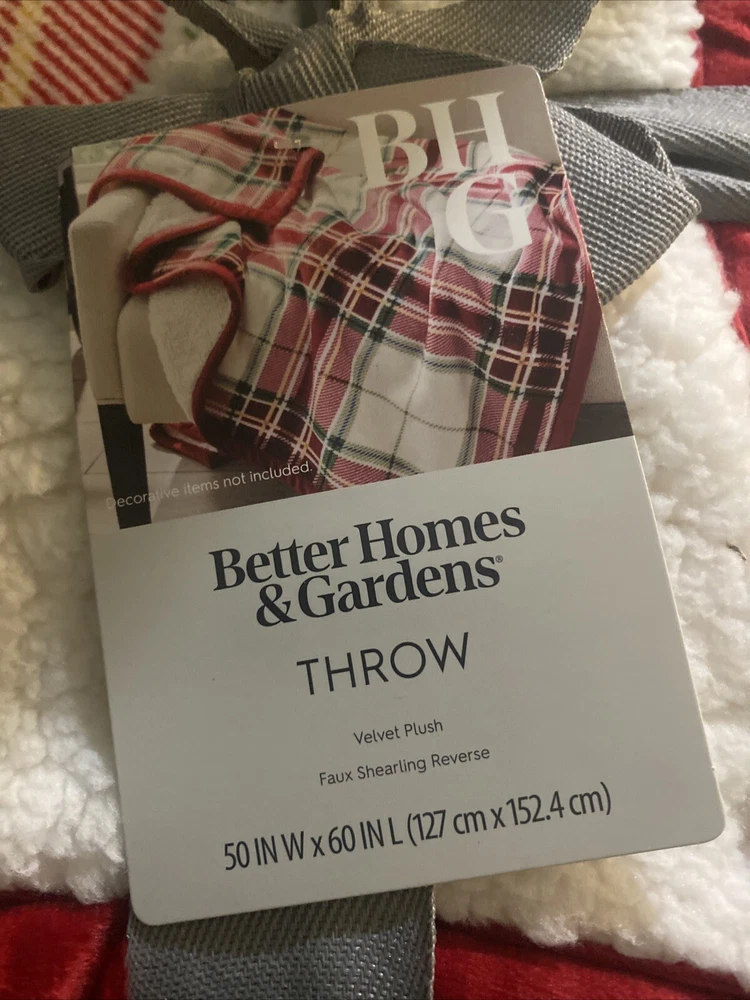 BH
G
Decorative items not included.
Better Homes
& Gardens®
THROW
Velvet Plush
Faux Shearling Reverse
50 IN W x 60 IN L (127 cm x 152.4 cm)